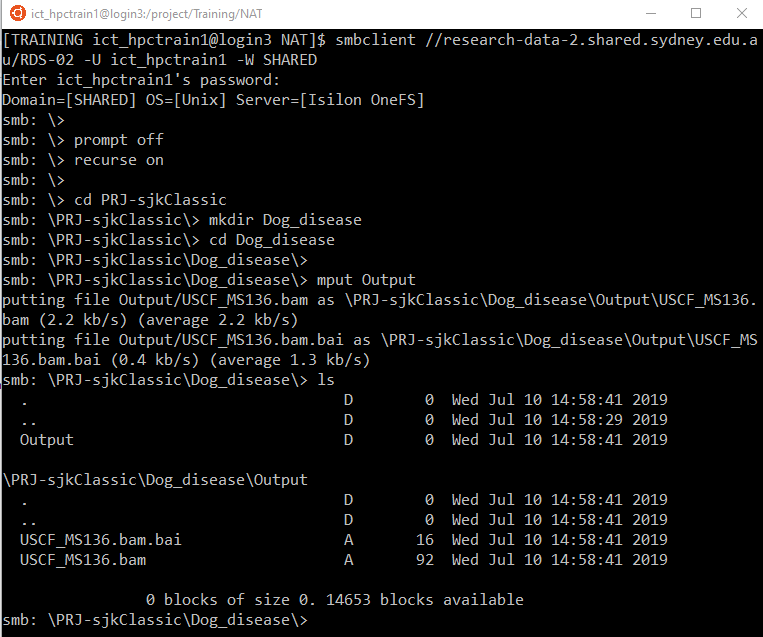 ict_hpctrain1@login3:/project/Training/NAT
[TRAINING ict_hpctrain1@login3 NAT]$ smbclient //research-data-2.shared.sydney.edu.a
u/RDS-02 -U ict_hpctrain1 -W SHARED
Enter ict_hpctrain1's password:
Domain=[SHARED] OS=[Unix] Server=[Isilon OneFS]
smb: \>
smb: \> prompt off
smb: \> recurse on
smb: \>
smb: \> cd PRJ-sjkClassic
smb: \PRJ-sjkClassic\> mkdir Dog_disease
smb: \PRJ-sjkClassic\> cd Dog_disease
smb: \PRJ-sjkClassic\Dog_disease\>
smb: \PRJ-sjkClassic\Dog_disease\> mput Output
putting file Output/USCF_MS136.bam as \PRJ-sjkClassic\Dog_disease\Output\USCF_MS136.
bam (2.2 kb/s) (average 2.2 kb/s)
putting file Output/USCF_MS136.bam.bai as \PRJ-sjkClassic\Dog_disease\Output\USCF_MS
136.bam.bai (0.4 kb/s) (average 1.3 kb/s)
smb: \PRJ-sjkClassic\Dog_disease\> ls
  .                                   D        0  Wed Jul 10 14:58:41 2019
  ..                                  D        0  Wed Jul 10 14:58:29 2019
  Output                              D        0  Wed Jul 10 14:58:41 2019

\PRJ-sjkClassic\Dog_disease\Output
  .                                   D        0  Wed Jul 10 14:58:41 2019
  ..                                  D        0  Wed Jul 10 14:58:41 2019
  USCF_MS136.bam.bai                  A       16  Wed Jul 10 14:58:41 2019
  USCF_MS136.bam                      A       92  Wed Jul 10 14:58:41 2019

                0 blocks of size 0. 14653 blocks available
smb: \PRJ-sjkClassic\Dog_disease\>